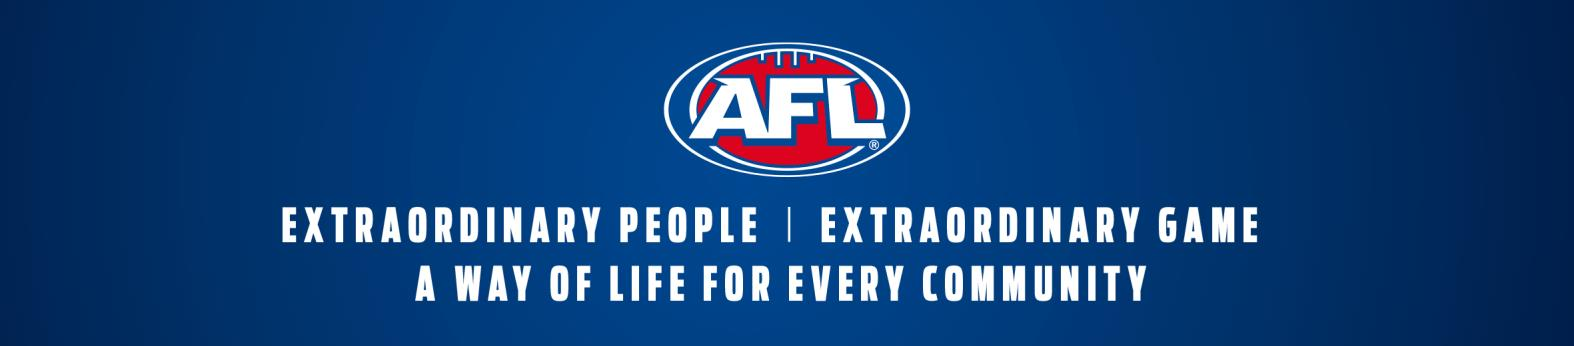 AFL®
EXTRAORDINARY PEOPLE | EXTRAORDINARY GAME
A WAY OF LIFE FOR EVERY COMMUNITY